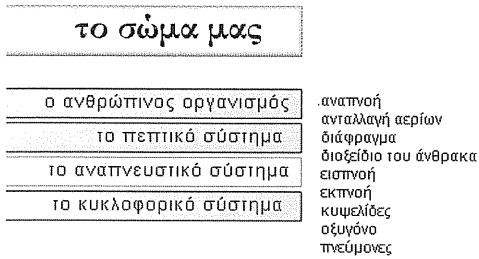 το σώμα μας
ο ανθρώπινος οργανισμός
το πεπτικό σύστημα
το αναπνευστικό σύστημα
το κυκλοφορικό σύστημα
αναπνοή
ανταλλαγή αερίων
διάφραγμα
διοξείδιο του άνθρακα
εισπνοή
εκπνοή
κυψελίδες
οξυγόνο
πνεύμονες